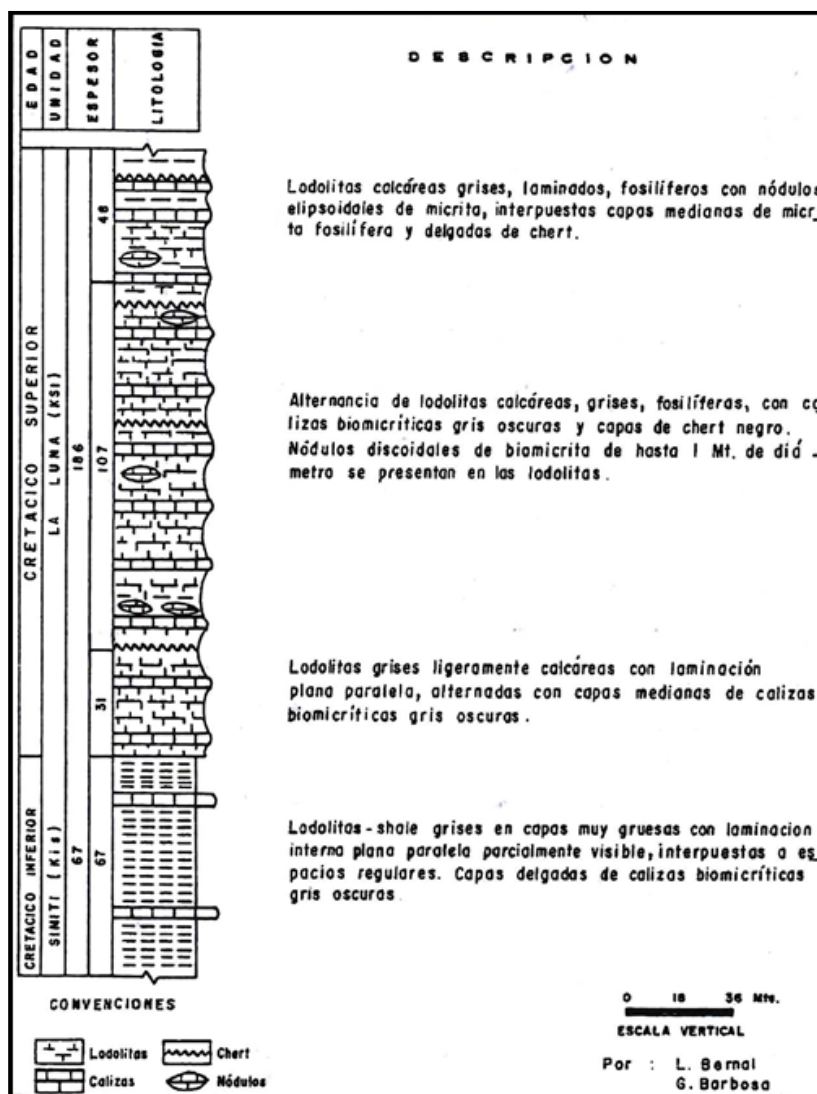 EDAD
UNIDAD
ESPESOR
LITOLOGIA
DESCRIPCION
CRETACICO SUPERIOR
LA LUNA (KSI)
186
48
Lodolitas calcáreas grises, laminados, fosilíferos con nódulos
elipsoidales de micrita, interpuestas capas medianas de micr_
ta fosilífera y delgadas de chert.
107
Alternancia de lodolitas calcáreas, grises, fosilíferas, con ca
lizas biomicríticas gris oscuras y capas de chert negro.
Nódulos discoidales de biomicrita de hasta 1 Mt. de diá -
metro se presentan en las lodolitas.
31
Lodolitas grises ligeramente calcáreas con laminación
plana paralela, alternadas con capas medianas de calizas
biomicríticas gris oscuras.
CRETACICO INFERIOR
SIMITI (Kis)
67
67
Lodolitas-shale grises en capas muy gruesas con laminacion
interna plana paralela parcialmente visible, interpuestas a es_
pacios regulares. Capas delgadas de calizas biomicríticas
gris oscuras
CONVENCIONES
Lodolitas
Chert
Calizas
Nódulos
0 18 36 Mts.
ESCALA VERTICAL
Por : L. Bernal
G. Barbosa